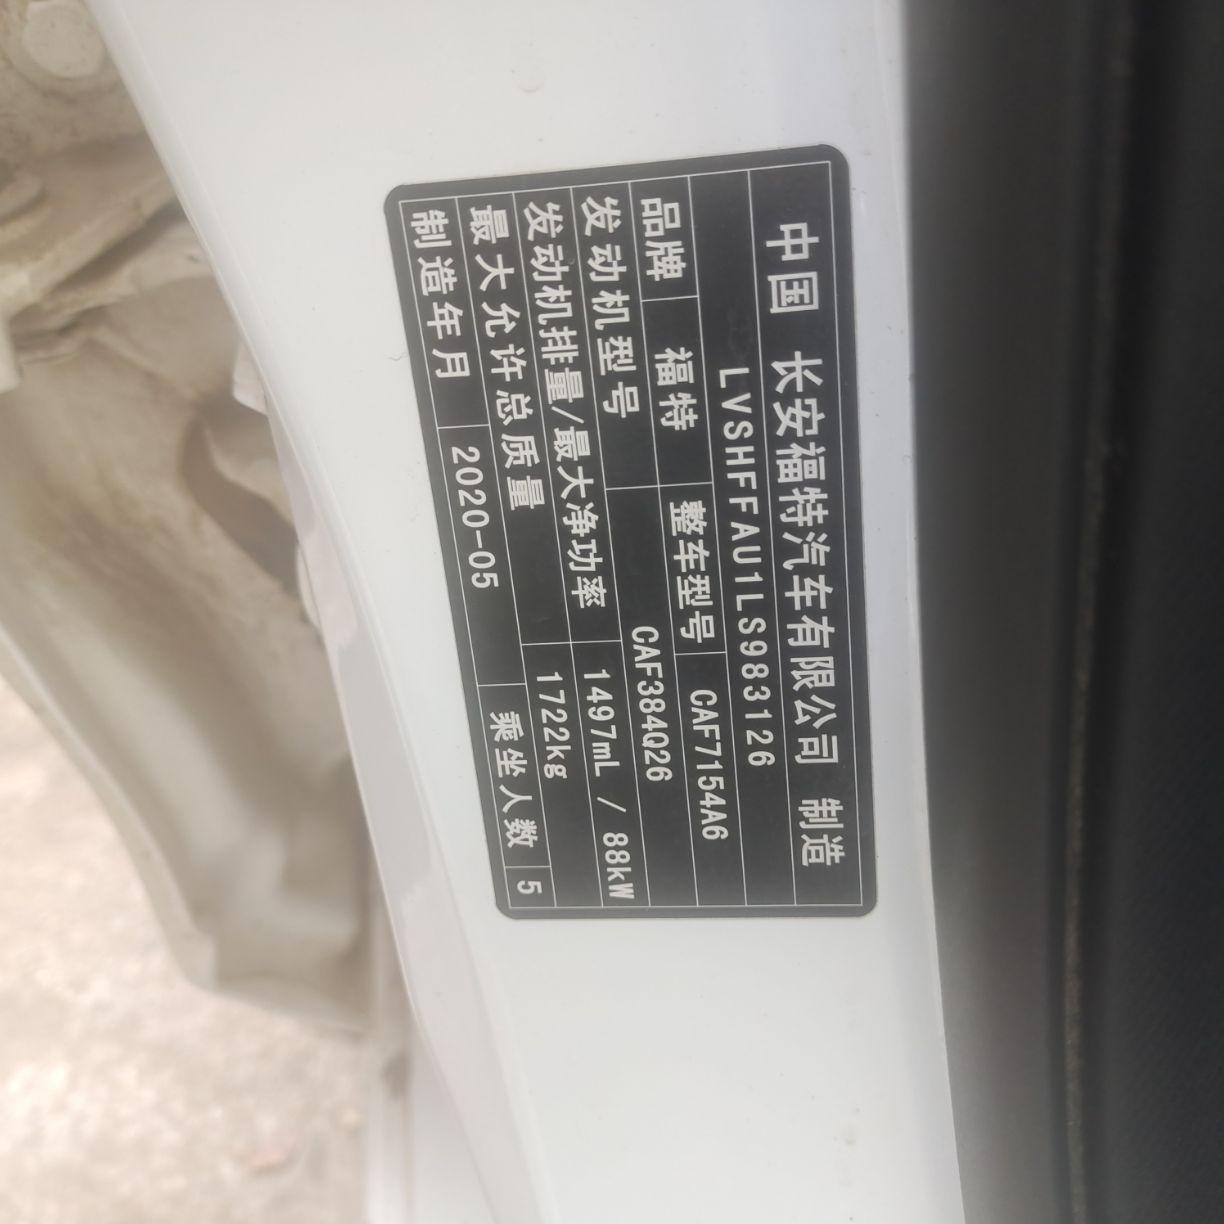 中国 长安福特汽车有限公司 制造
LVSHFFAU1LS983126
品牌 福特 整车型号 CAF7154A6
发动机型号 CAF384Q26
发动机排量/最大净功率 1497mL / 88kW
最大允许总质量 1722kg
制造年月 2020-05 乘坐人数 5